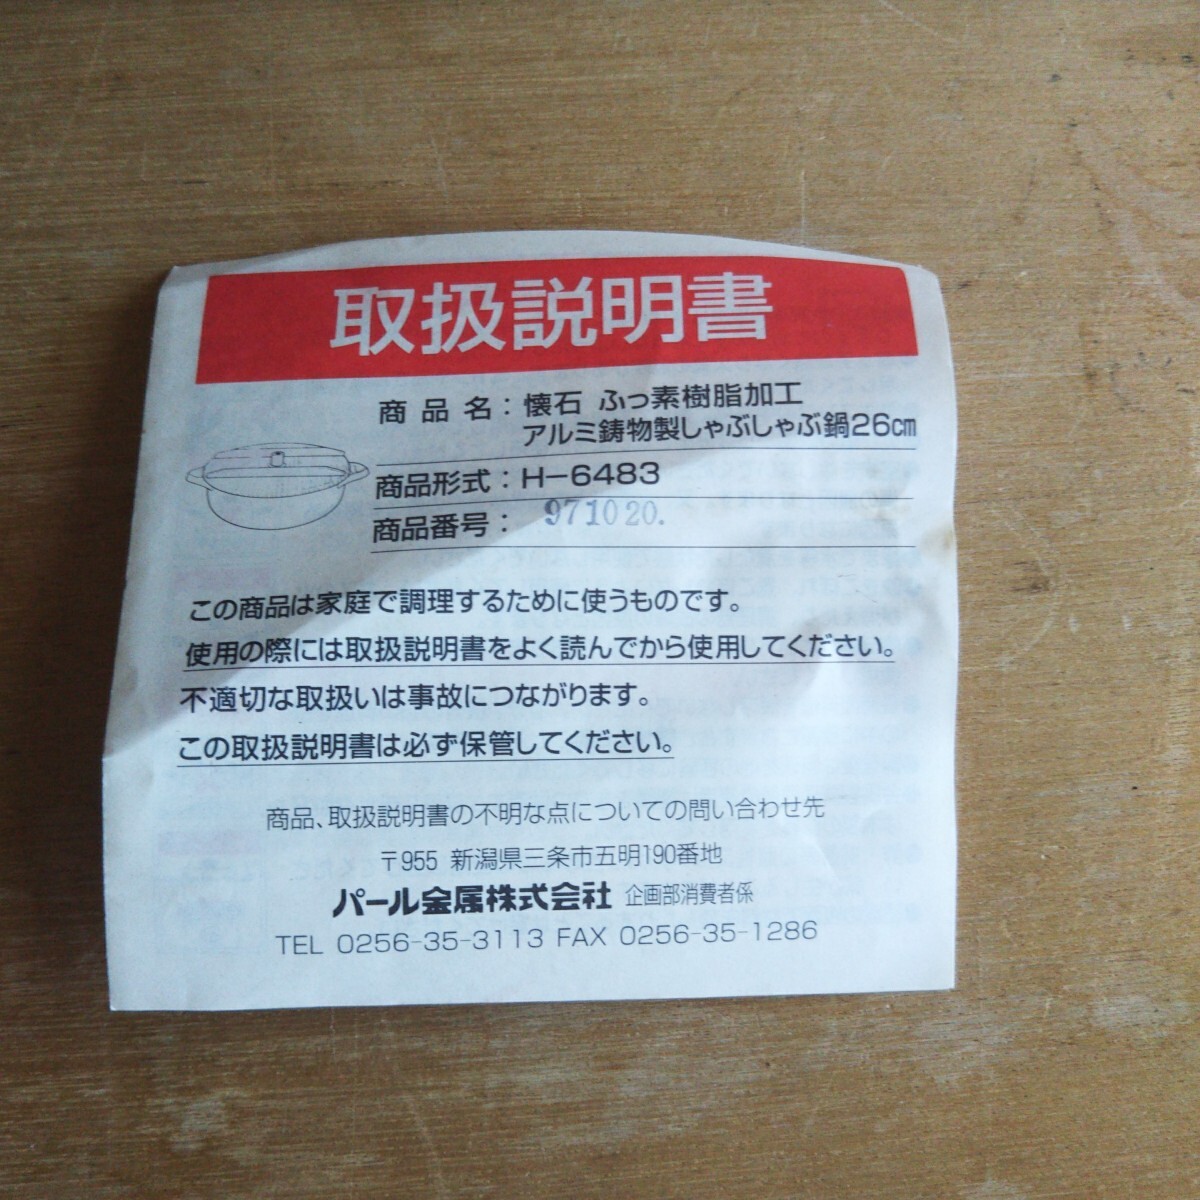 取扱説明書
商品名：懐石 ふっ素樹脂加工
アルミ鋳物製しゃぶしゃぶ鍋26㎝
商品形式：H-6483
商品番号： 971020.
この商品は家庭で調理するために使うものです。
使用の際には取扱説明書をよく読んでから使用してください。
不適切な取扱いは事故につながります。
この取扱説明書は必ず保管してください。
商品、取扱説明書の不明な点についての問い合わせ先
〒955 新潟県三条市五明190番地
パール金属株式会社 企画部消費者係
TEL 0256-35-3113 FAX 0256-35-1286